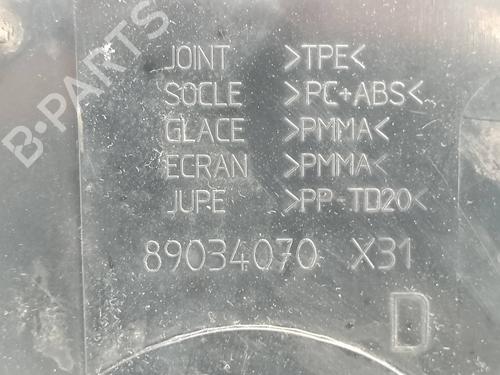 B-PARTS
JOINT >TPE<
SOCLE >PC+ABS<
GLACE >PMMA<
ECRAN >PMMA<
JUPE >PP-TD20<
89034070 X31
D